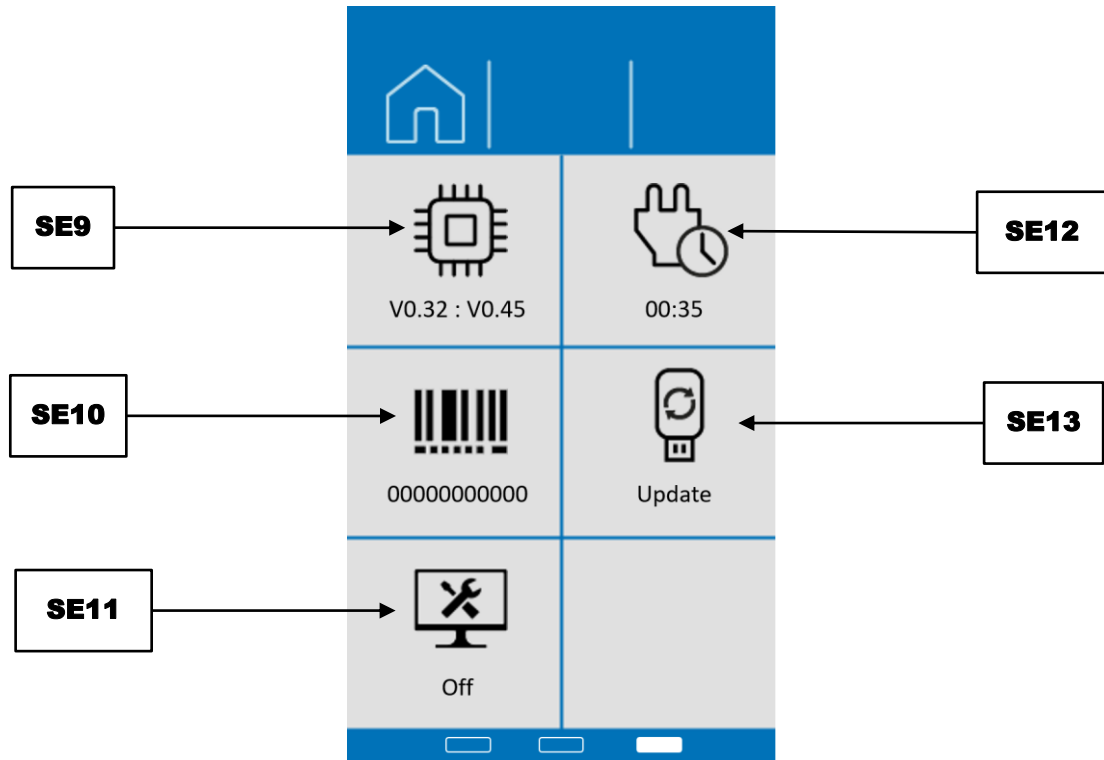 SE9
SE12
V0.32 : V0.45
00:35
SE10
SE13
00000000000
Update
SE11
Off